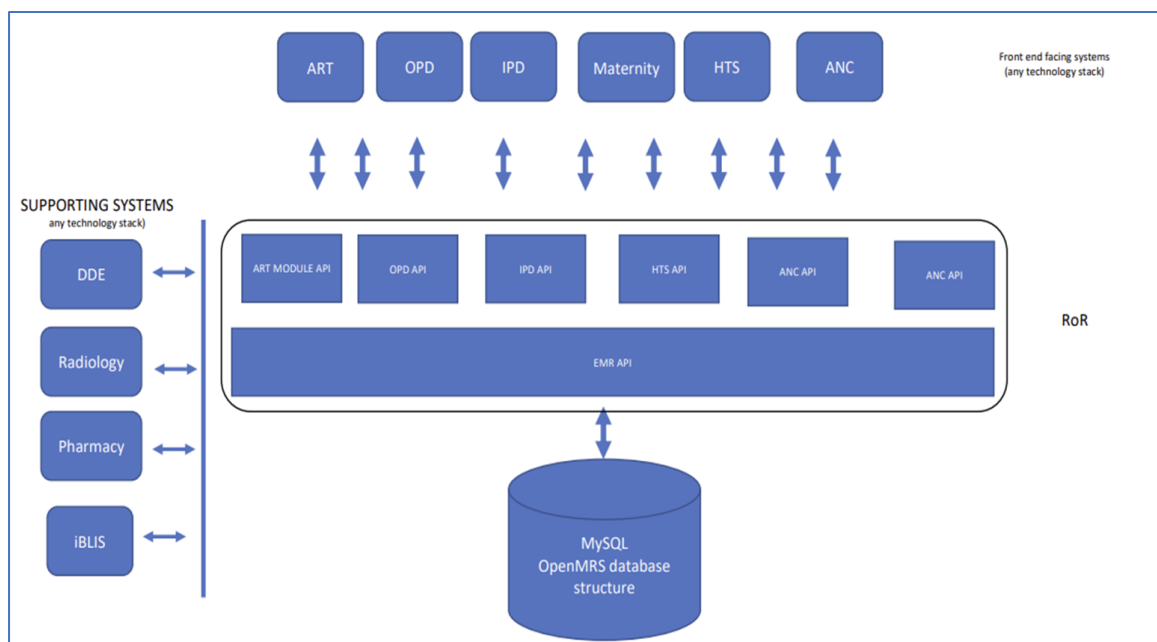 ART
OPD
IPD
Maternity
HTS
ANC
Front end facing systems
(any technology stack)
SUPPORTING SYSTEMS
any technology stack)
DDE
Radiology
Pharmacy
iBLIS
ART MODULE API
OPD API
IPD API
HTS API
ANC API
ANC API
EMR API
RoR
MySQL
OpenMRS database
structure